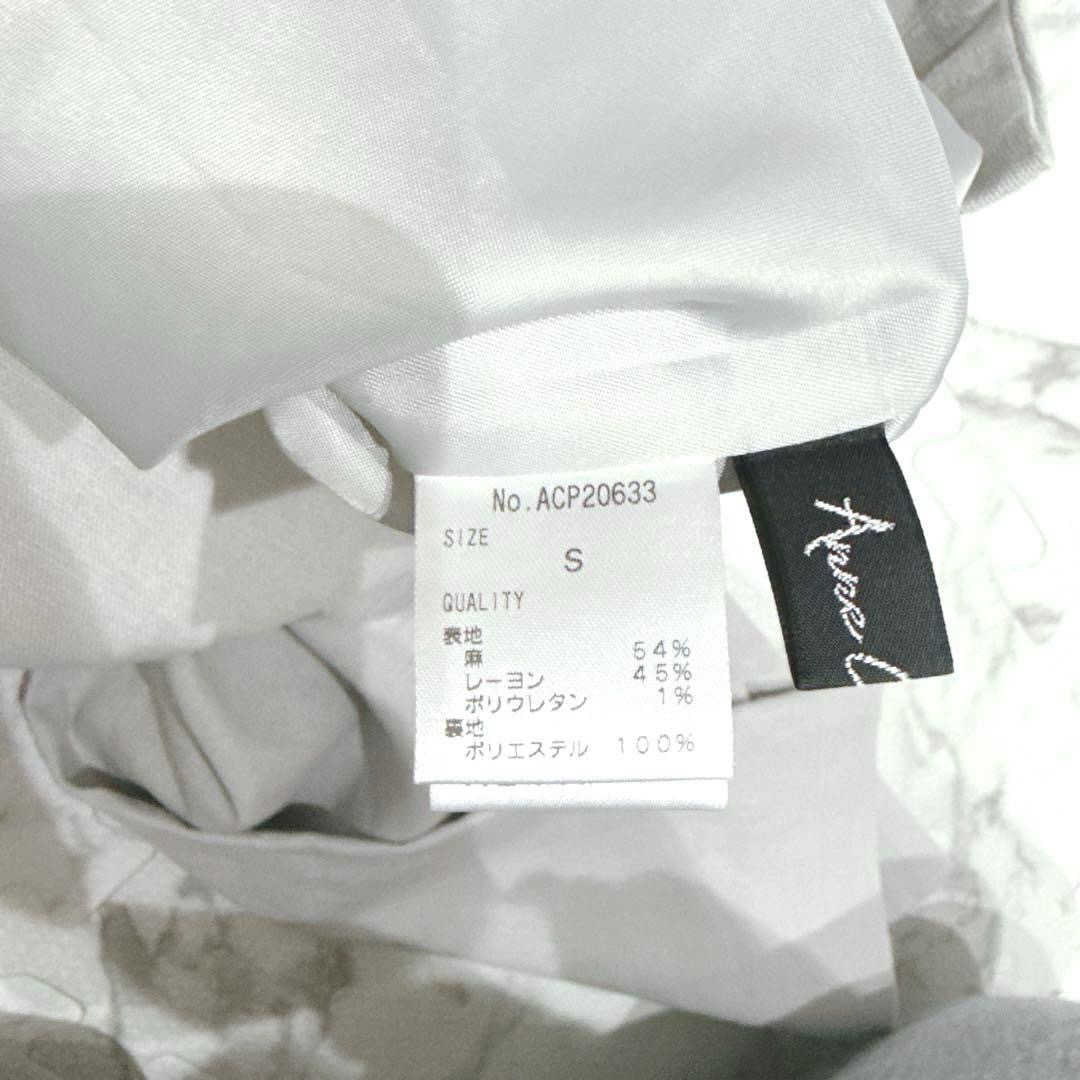 No.ACP20633
SIZE
S
QUALITY
表地
麻 54%
レーヨン 45%
ポリウレタン 1%
裏地
ポリエステル 100%
Anne